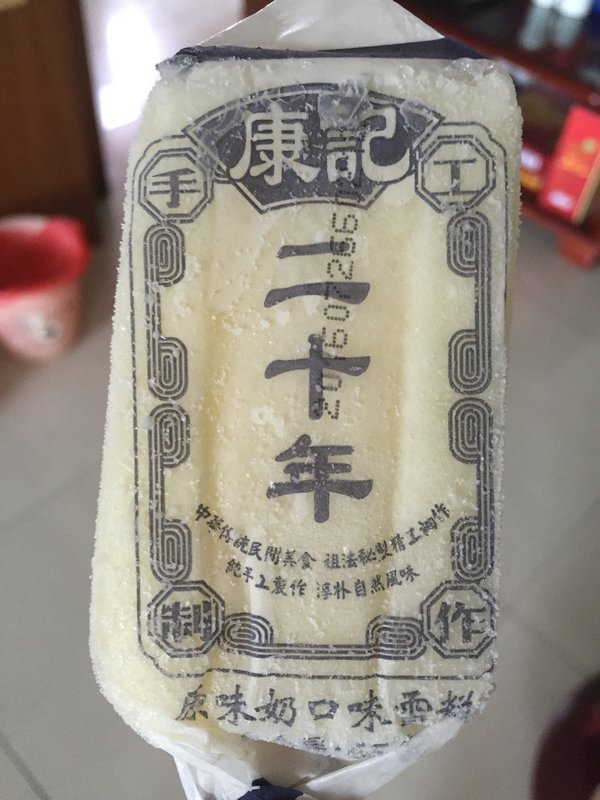 康記
手 工
二十年
中華傳統民間美食 祖法秘製精工細作
純手工製作 淳朴自然風味
制 作
原味奶口味雪糕